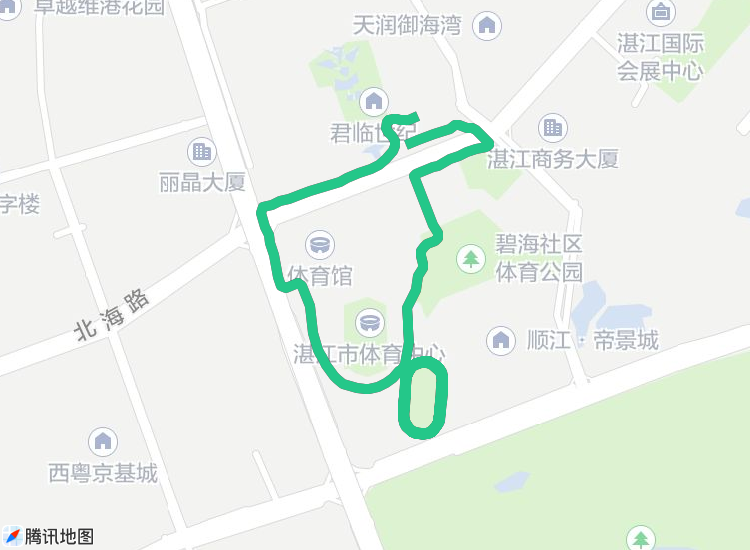 卓越维港花园
天润御海湾
湛江国际
会展中心
君临世纪
湛江商务大厦
丽晶大厦
字楼
碧海社区
体育公园
体育馆
北海路
湛江市体育中心
顺江·帝景城
西粤京基城
腾讯地图